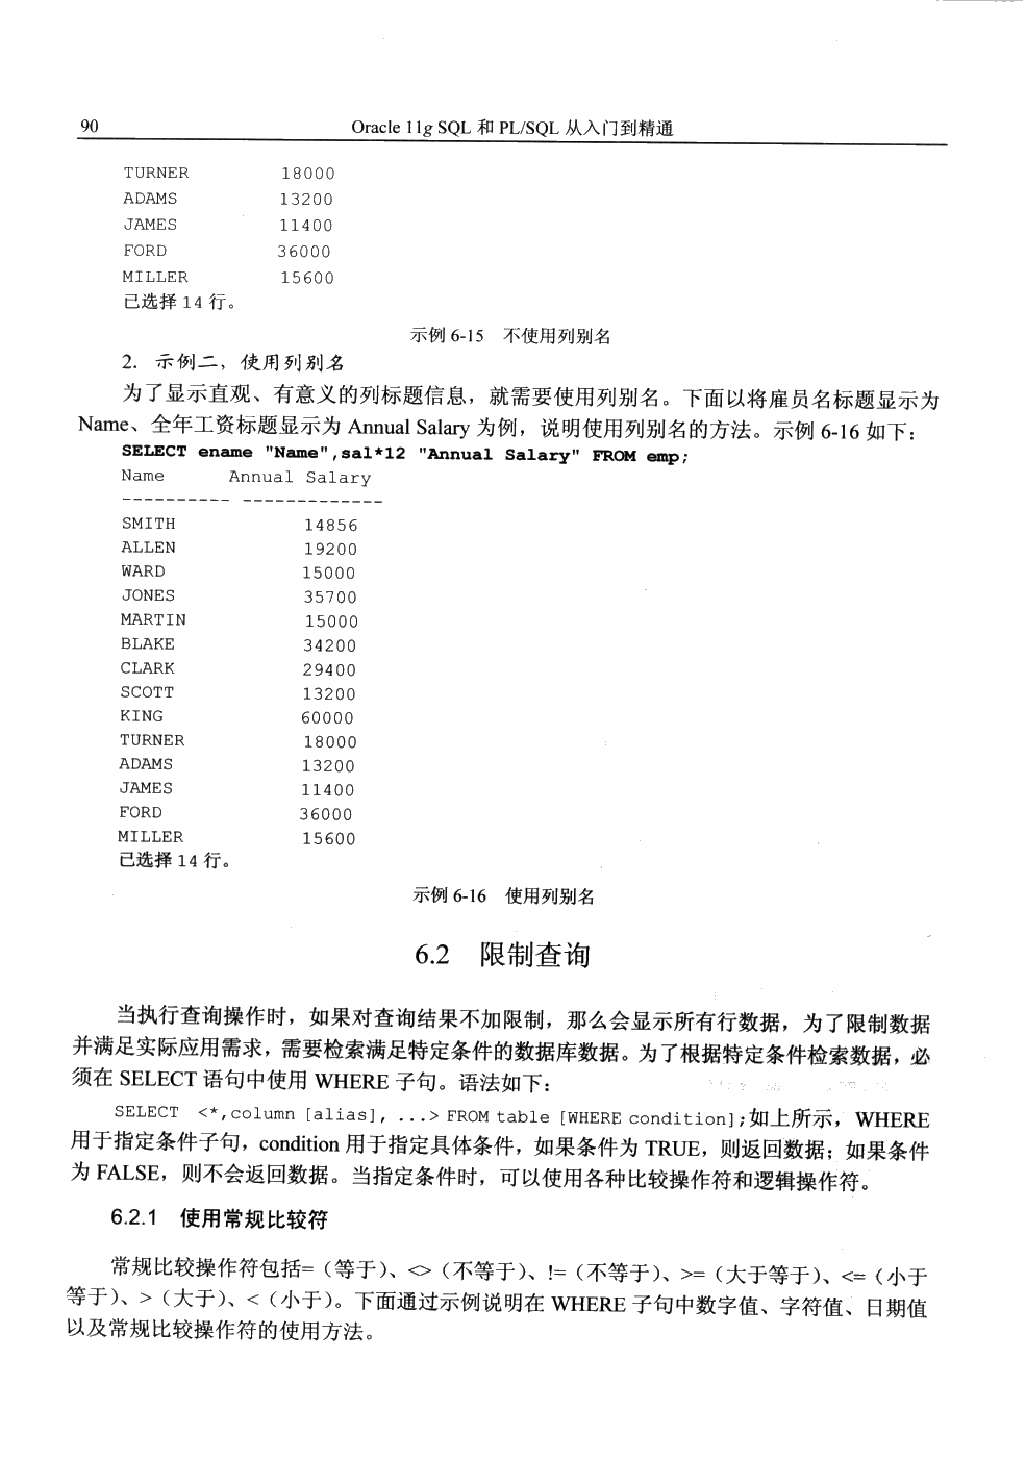 90 Oracle 11g SQL 和 PL/SQL 从入门到精通
TURNER 18000
ADAMS 13200
JAMES 11400
FORD 36000
MILLER 15600
已选择 14 行。
示例 6-15 不使用列别名
2. 示例二，使用列别名
为了显示直观、有意义的列标题信息，就需要使用列别名。下面以将雇员名标题显示为
Name、全年工资标题显示为 Annual Salary 为例，说明使用列别名的方法。示例 6-16 如下：
SELECT ename "Name",sal*12 "Annual Salary" FROM emp;
Name Annual Salary
---------- -------------
SMITH 14856
ALLEN 19200
WARD 15000
JONES 35700
MARTIN 15000
BLAKE 34200
CLARK 29400
SCOTT 13200
KING 60000
TURNER 18000
ADAMS 13200
JAMES 11400
FORD 36000
MILLER 15600
已选择 14 行。
示例 6-16 使用列别名
6.2 限制查询
当执行查询操作时，如果对查询结果不加限制，那么会显示所有行数据，为了限制数据
并满足实际应用需求，需要检索满足特定条件的数据库数据。为了根据特定条件检索数据，必
须在 SELECT 语句中使用 WHERE 子句。语法如下：
SELECT <*,column [alias], ...> FROM table [WHERE condition];如上所示，WHERE
用于指定条件子句，condition 用于指定具体条件，如果条件为 TRUE，则返回数据；如果条件
为 FALSE，则不会返回数据。当指定条件时，可以使用各种比较操作符和逻辑操作符。
6.2.1 使用常规比较符
常规比较操作符包括=（等于）、<>（不等于）、!=（不等于）、>=（大于等于）、<=（小于
等于）、>（大于）、<（小于）。下面通过示例说明在 WHERE 子句中数字值、字符值、日期值
以及常规比较操作符的使用方法。